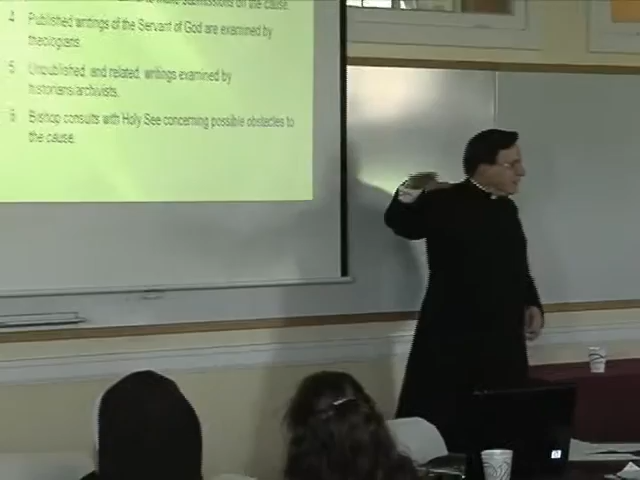 4 Published writings of the Servant of God are examined by
theologians.
5 Unpublished, and related, writings examined by
historians/archivists.
6 Bishop consults with Holy See concerning possible obstacles to
the cause.